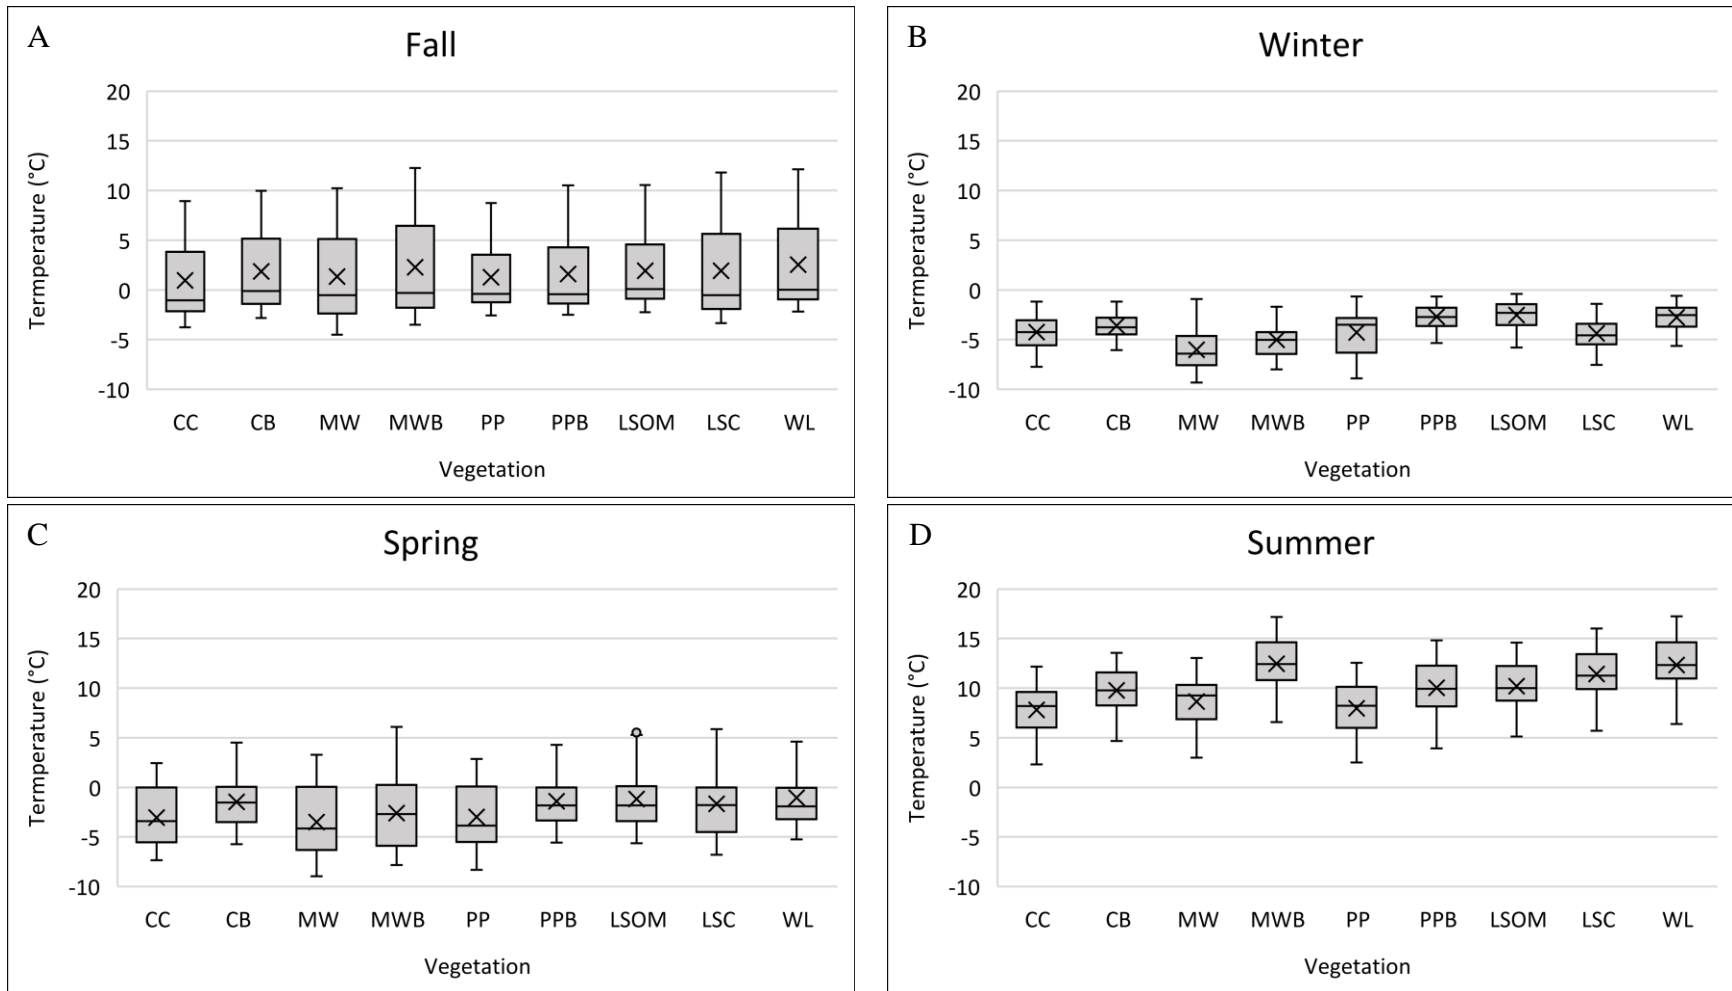 A
Fall
Termperature (°C)
20
15
10
5
0
-5
-10
CC CB MW MWB PP PPB LSOM LSC WL
Vegetation
B
Winter
Termperature (°C)
20
15
10
5
0
-5
-10
CC CB MW MWB PP PPB LSOM LSC WL
Vegetation
C
Spring
Termperature (°C)
20
15
10
5
0
-5
-10
CC CB MW MWB PP PPB LSOM LSC WL
Vegetation
D
Summer
Temperature (°C)
20
15
10
5
0
-5
-10
CC CB MW MWB PP PPB LSOM LSC WL
Vegetation